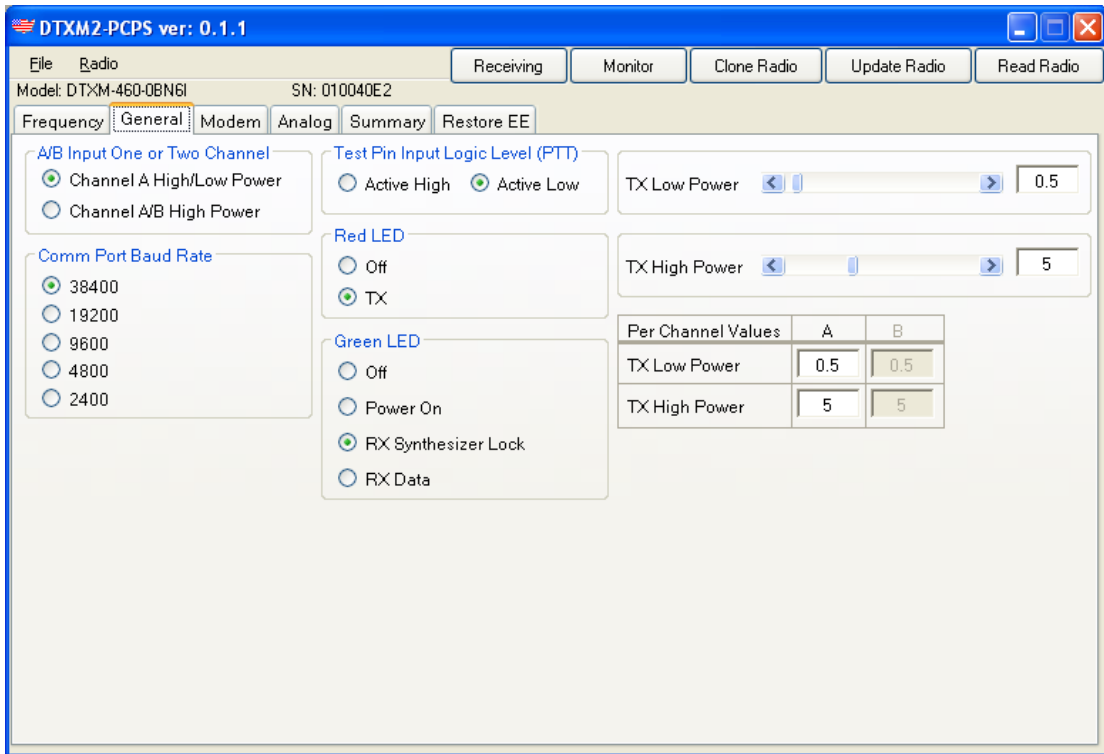 DTXM2-PCPS ver: 0.1.1
File Radio Receiving Monitor Clone Radio Update Radio Read Radio
Model: DTXM-460-0BN6I SN: 010040E2
Frequency General Modem Analog Summary Restore EE
A/B Input One or Two Channel
Channel A High/Low Power
Channel A/B High Power
Comm Port Baud Rate
38400
19200
9600
4800
2400
Test Pin Input Logic Level (PTT)
Active High Active Low
Red LED
Off
TX
Green LED
Off
Power On
RX Synthesizer Lock
RX Data
TX Low Power 0.5
TX High Power 5
Per Channel Values A B
TX Low Power 0.5 0.5
TX High Power 5 5